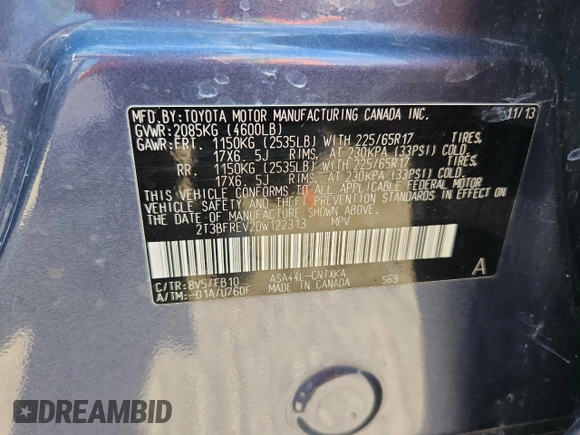 MFD.BY:TOYOTA MOTOR MANUFACTURING CANADA INC. 11/13
GVWR:2085KG (4600LB)
GAWR:FRT. 1150KG (2535LB) WITH 225/65R17 TIRES,
17X6. 5J RIMS, AT 230KPA (33PSI) COLD.
RR. 1150KG (2535LB) WITH 225/65R17 TIRES,
17X6. 5J RIMS, AT 230KPA (33PSI) COLD.
THIS VEHICLE CONFORMS TO ALL APPLICABLE FEDERAL MOTOR
VEHICLE SAFETY AND THEFT PREVENTION STANDARDS IN EFFECT ON
THE DATE OF MANUFACTURE SHOWN ABOVE.
2T3BFREV2DW122313 MPV
C/TR:8V5/FB10 ASA44L-CNTXKA A
A/TM:-01A/U760F MADE IN CANADA 569
DREAMBID